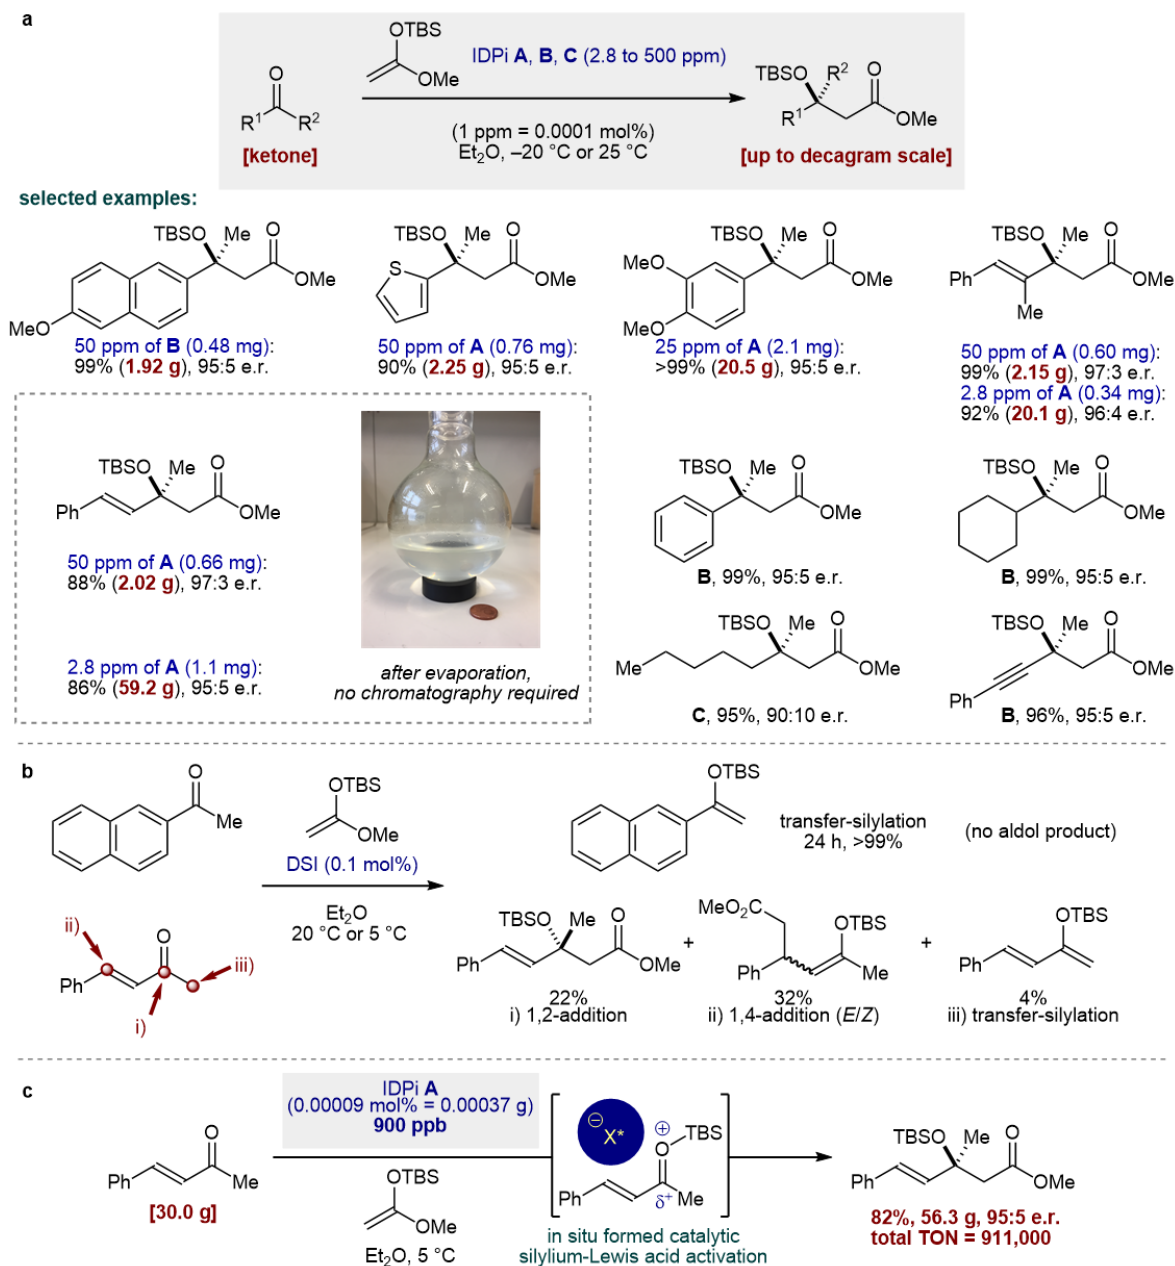 a
OTBS
OMe
IDPi A, B, C (2.8 to 500 ppm)
(1 ppm = 0.0001 mol%)
Et2O, –20 °C or 25 °C
O
R1 R2
[ketone]
TBSO R2 O
R1 OMe
[up to decagram scale]
selected examples:
TBSO Me O
OMe
MeO
50 ppm of B (0.48 mg):
99% (1.92 g), 95:5 e.r.
TBSO Me O
S
OMe
50 ppm of A (0.76 mg):
90% (2.25 g), 95:5 e.r.
TBSO Me O
MeO
OMe
MeO
25 ppm of A (2.1 mg):
>99% (20.5 g), 95:5 e.r.
TBSO Me O
Ph OMe
Me
50 ppm of A (0.60 mg):
99% (2.15 g), 97:3 e.r.
2.8 ppm of A (0.34 mg):
92% (20.1 g), 96:4 e.r.
TBSO Me O
Ph OMe
50 ppm of A (0.66 mg):
88% (2.02 g), 97:3 e.r.
2.8 ppm of A (1.1 mg):
86% (59.2 g), 95:5 e.r.
after evaporation,
no chromatography required
TBSO Me O
OMe
B, 99%, 95:5 e.r.
TBSO Me O
OMe
B, 99%, 95:5 e.r.
TBSO Me O
Me OMe
C, 95%, 90:10 e.r.
TBSO Me O
OMe
Ph
B, 96%, 95:5 e.r.
b
O
Me
OTBS
OMe
DSI (0.1 mol%)
Et2O
20 °C or 5 °C
OTBS
transfer-silylation
24 h, >99%
(no aldol product)
ii)
O
iii)
Ph
i)
TBSO Me O
Ph OMe
22%
i) 1,2-addition
+
MeO2C
OTBS
Ph Me
32%
ii) 1,4-addition (E/Z)
+
OTBS
Ph
4%
iii) transfer-silylation
c
O
Ph Me
[30.0 g]
IDPi A
(0.00009 mol% = 0.00037 g)
900 ppb
OTBS
OMe
Et2O, 5 °C
⊖
X*
⊕
O TBS
Ph δ+ Me
in situ formed catalytic
silylium-Lewis acid activation
TBSO Me O
Ph OMe
82%, 56.3 g, 95:5 e.r.
total TON = 911,000